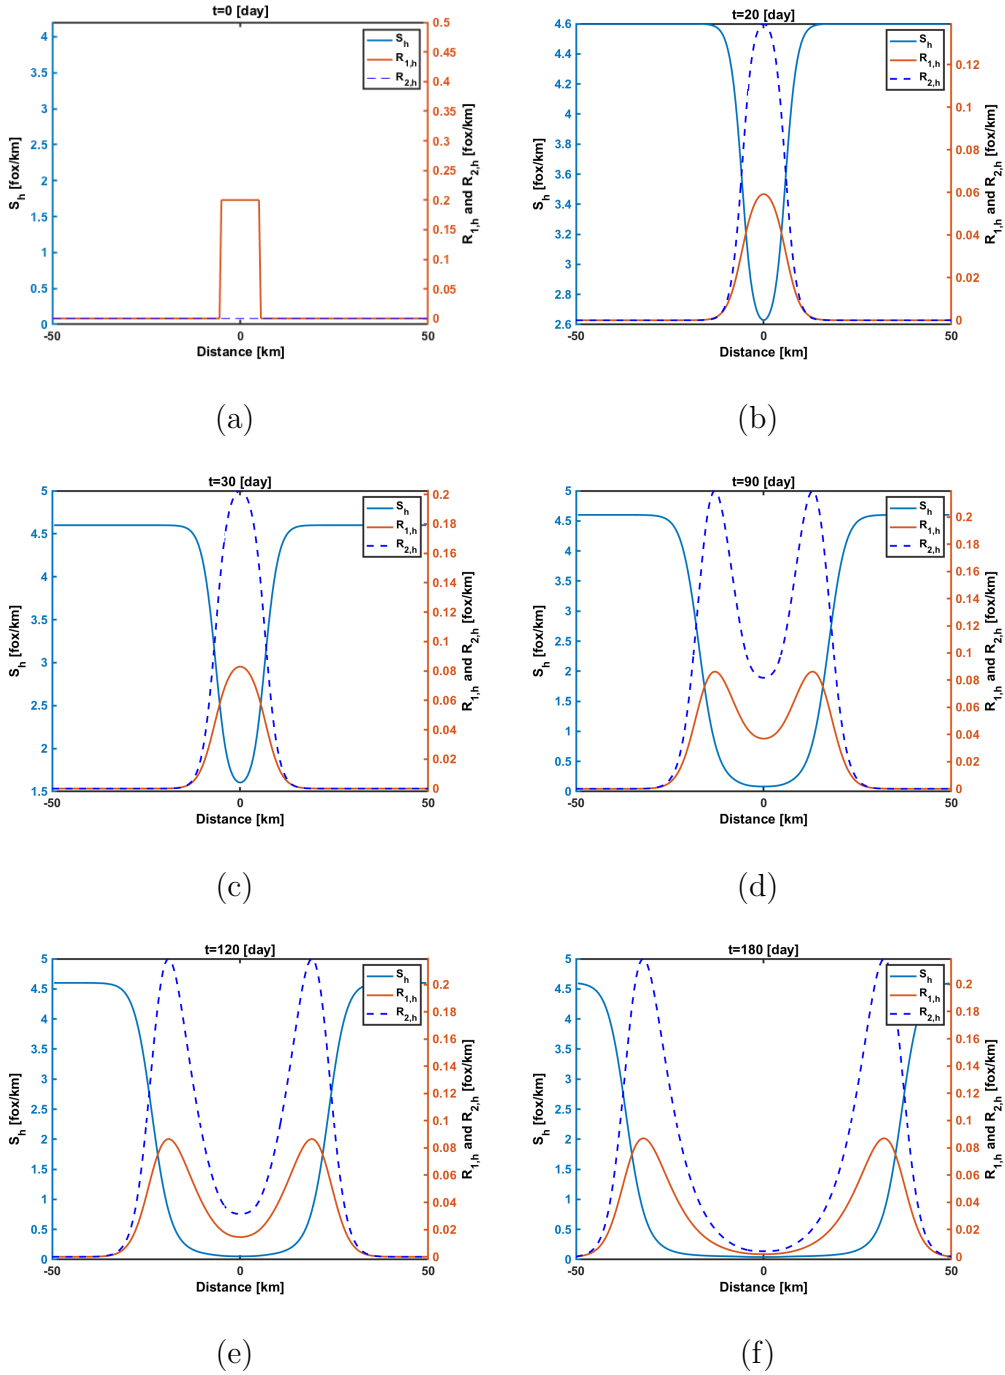 t=0 [day]
4
3.5
3
2.5
2
1.5
1
0.5
0
S_h [fox/km]
0.5
0.45
0.4
0.35
0.3
0.25
0.2
0.15
0.1
0.05
0
R_1,h and R_2,h [fox/km]
S_h
R_1,h
R_2,h
-50 0 50
Distance [km]
(a)
t=20 [day]
4.6
4.4
4.2
4
3.8
3.6
3.4
3.2
3
2.8
2.6
S_h [fox/km]
0.12
0.1
0.08
0.06
0.04
0.02
0
R_1,h and R_2,h [fox/km]
S_h
R_1,h
R_2,h
-50 0 50
Distance [km]
(b)
t=30 [day]
5
4.5
4
3.5
3
2.5
2
1.5
S_h [fox/km]
0.2
0.18
0.16
0.14
0.12
0.1
0.08
0.06
0.04
0.02
0
R_1,h and R_2,h [fox/km]
S_h
R_1,h
R_2,h
-50 0 50
Distance [km]
(c)
t=90 [day]
5
4.5
4
3.5
3
2.5
2
1.5
1
0.5
0
S_h [fox/km]
0.2
0.18
0.16
0.14
0.12
0.1
0.08
0.06
0.04
0.02
0
R_1,h and R_2,h [fox/km]
S_h
R_1,h
R_2,h
-50 0 50
Distance [km]
(d)
t=120 [day]
5
4.5
4
3.5
3
2.5
2
1.5
1
0.5
0
S_h [fox/km]
0.2
0.18
0.16
0.14
0.12
0.1
0.08
0.06
0.04
0.02
0
R_1,h and R_2,h [fox/km]
S_h
R_1,h
R_2,h
-50 0 50
Distance [km]
(e)
t=180 [day]
5
4.5
4
3.5
3
2.5
2
1.5
1
0.5
0
S_h [fox/km]
0.2
0.18
0.16
0.14
0.12
0.1
0.08
0.06
0.04
0.02
0
R_1,h and R_2,h [fox/km]
S_h
R_1,h
R_2,h
-50 0 50
Distance [km]
(f)